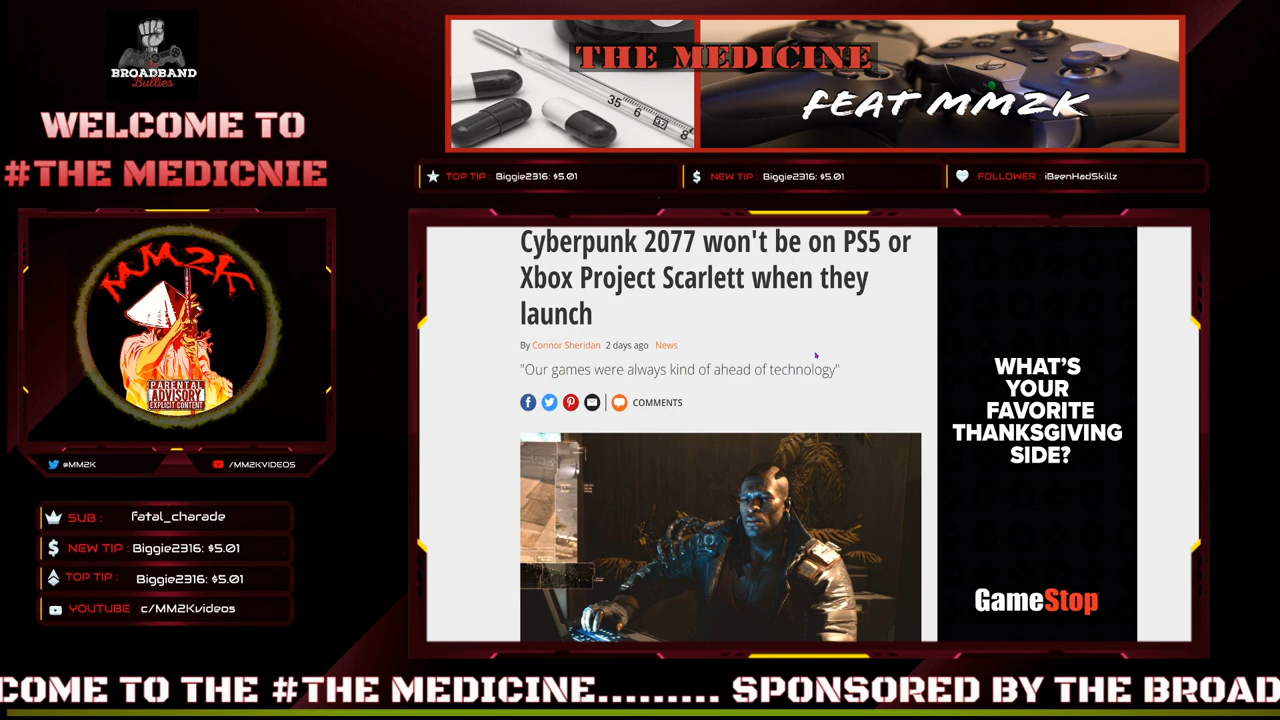 BROADBAND
Bullies
WELCOME TO
#THE MEDICNIE
THE MEDICINE
FEAT MM2K
35
6
37
8
TOP TIP : Biggie2316: $5.01
NEW TIP : Biggie2316: $5.01
FOLLOWER : iBeenHadSkillz
MM2K
PARENTAL
ADVISORY
EXPLICIT CONTENT
@MM2K
/MM2KVIDEOS
SUB : fatal_charade
NEW TIP : Biggie2316: $5.01
TOP TIP : Biggie2316: $5.01
YOUTUBE c/MM2Kvideos
Cyberpunk 2077 won't be on PS5 or
Xbox Project Scarlett when they
launch
By Connor Sheridan 2 days ago News
"Our games were always kind of ahead of technology"
COMMENTS
WHAT'S
YOUR
FAVORITE
THANKSGIVING
SIDE?
GameStop
COME TO THE #THE MEDICINE......... SPONSORED BY THE BROAD